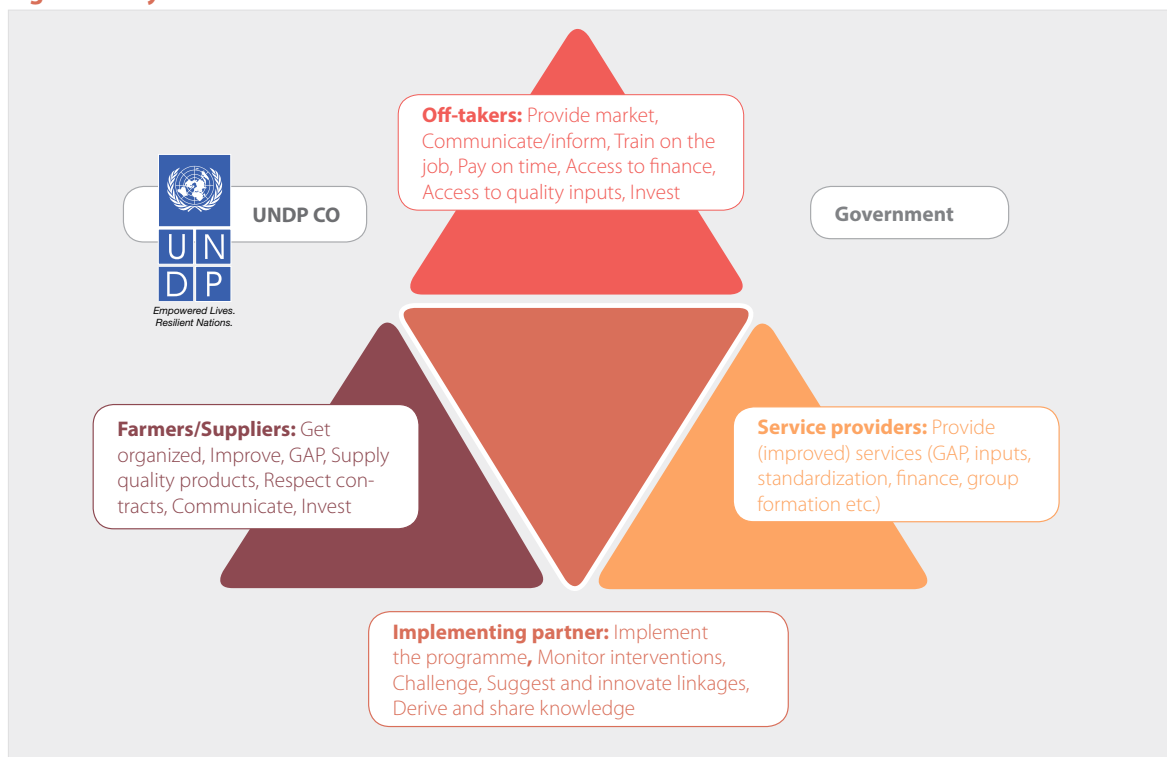 Off-takers: Provide market,
Communicate/inform, Train on the
job, Pay on time, Access to finance,
Access to quality inputs, Invest
UNDP CO
U N
D P
Empowered Lives.
Resilient Nations.
Government
Farmers/Suppliers: Get
organized, Improve, GAP, Supply
quality products, Respect con-
tracts, Communicate, Invest
Service providers: Provide
(improved) services (GAP, inputs,
standardization, finance, group
formation etc.)
Implementing partner: Implement
the programme, Monitor interventions,
Challenge, Suggest and innovate linkages,
Derive and share knowledge